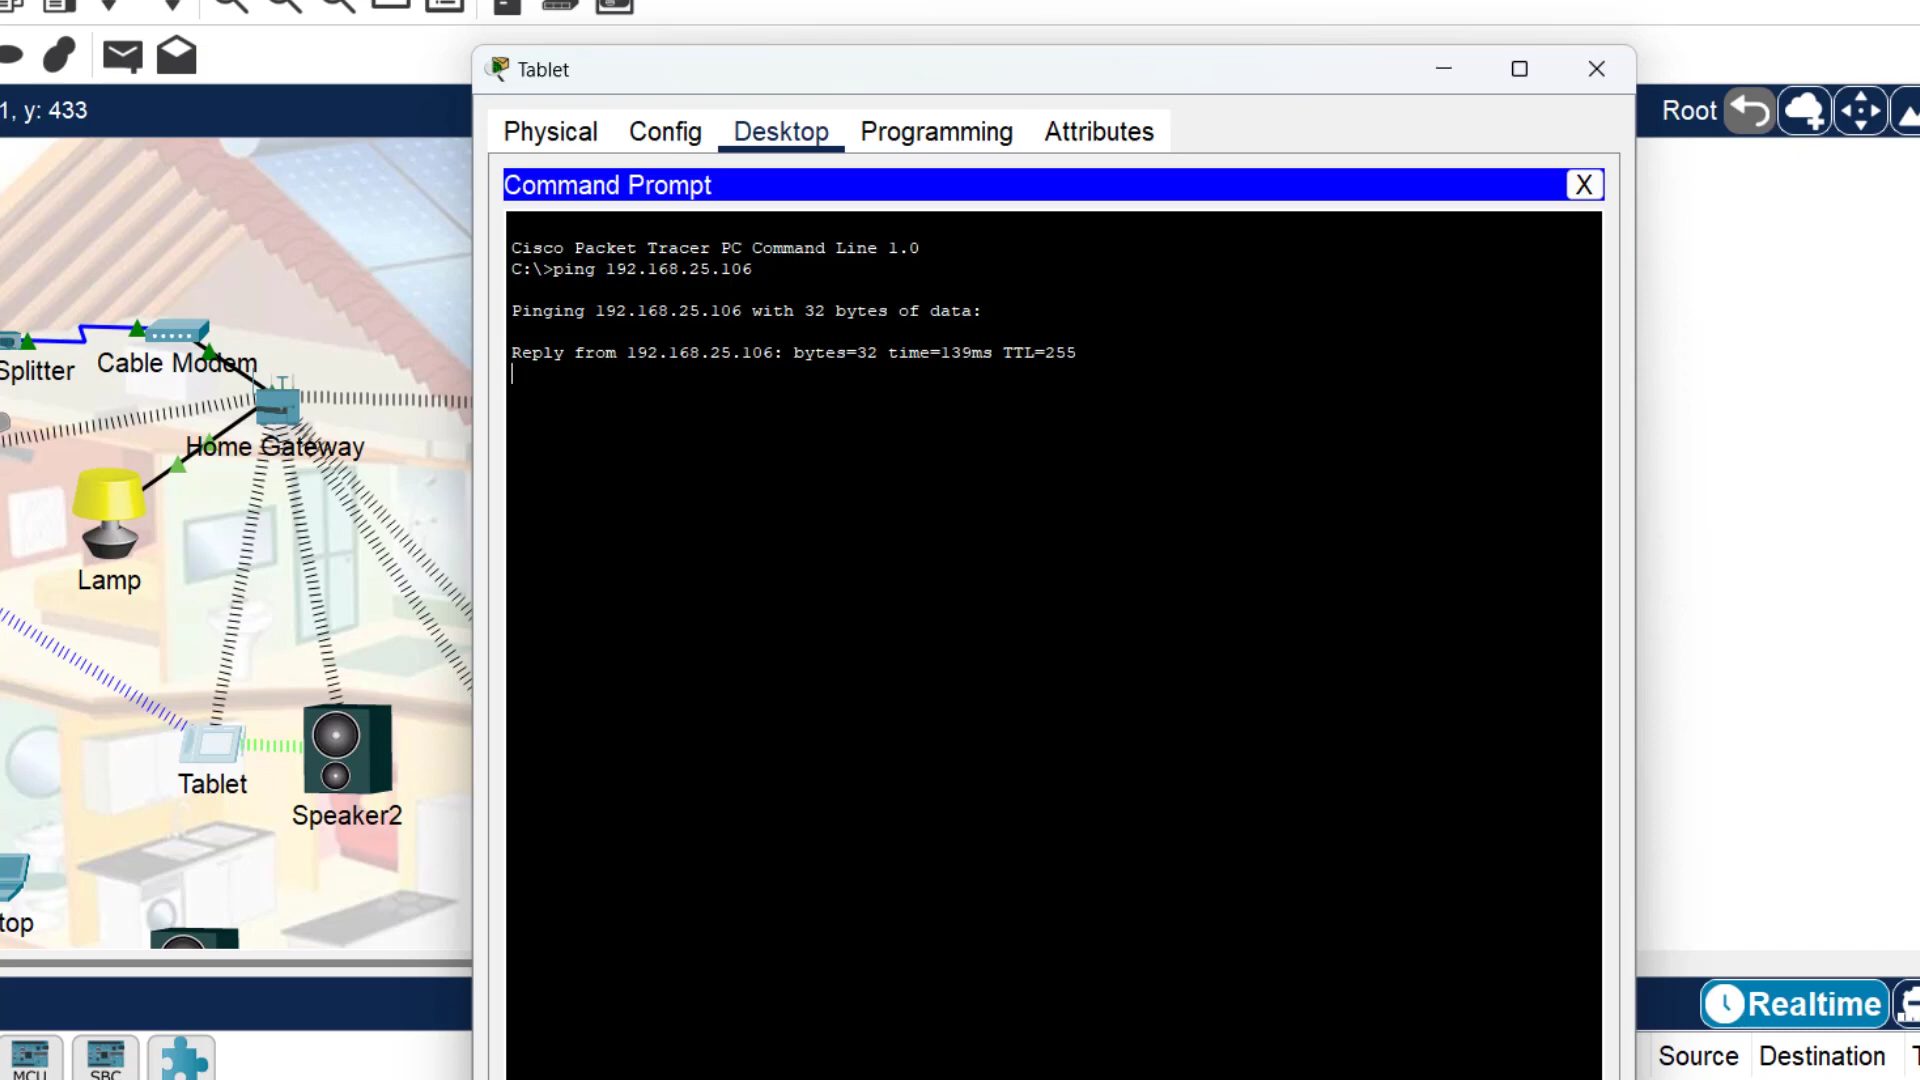 Tablet
1, y: 433
Root
Physical Config Desktop Programming Attributes
Command Prompt X
Cisco Packet Tracer PC Command Line 1.0
C:\>ping 192.168.25.106
Pinging 192.168.25.106 with 32 bytes of data:
Reply from 192.168.25.106: bytes=32 time=139ms TTL=255
Splitter
Cable Modem
Home Gateway
Lamp
Tablet
Speaker2
top
Realtime
MCU
SBC
Source Destination T